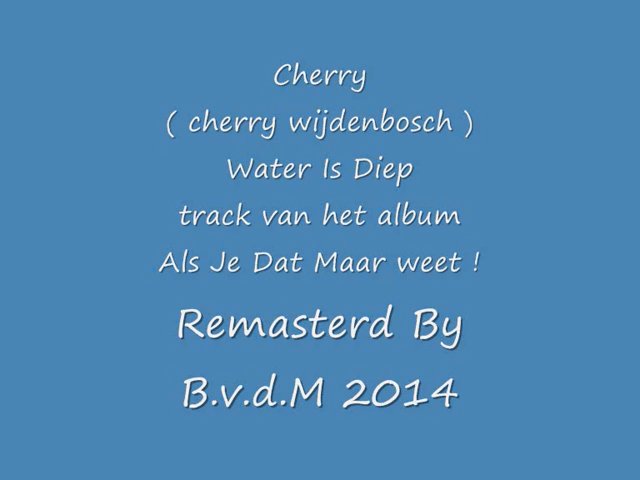 Cherry
( cherry wijdenbosch )
Water Is Diep
track van het album
Als Je Dat Maar weet !
Remasterd By
B.v.d.M 2014